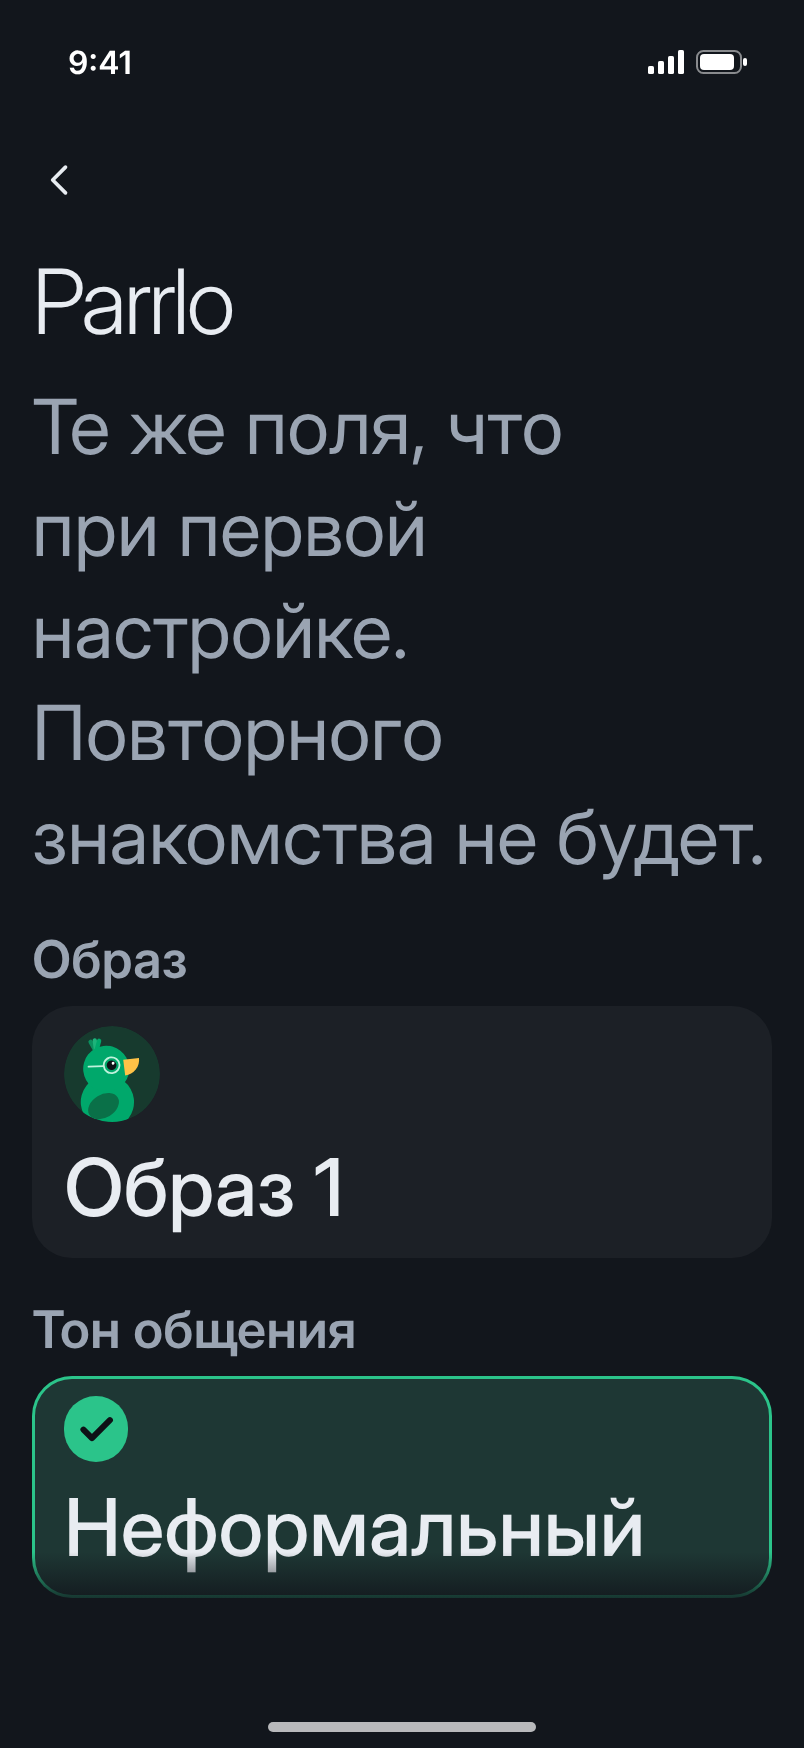 9:41
Parrlo
Те же поля, что
при первой
настройке.
Повторного
знакомства не будет.
Образ
Образ 1
Тон общения
Неформальный